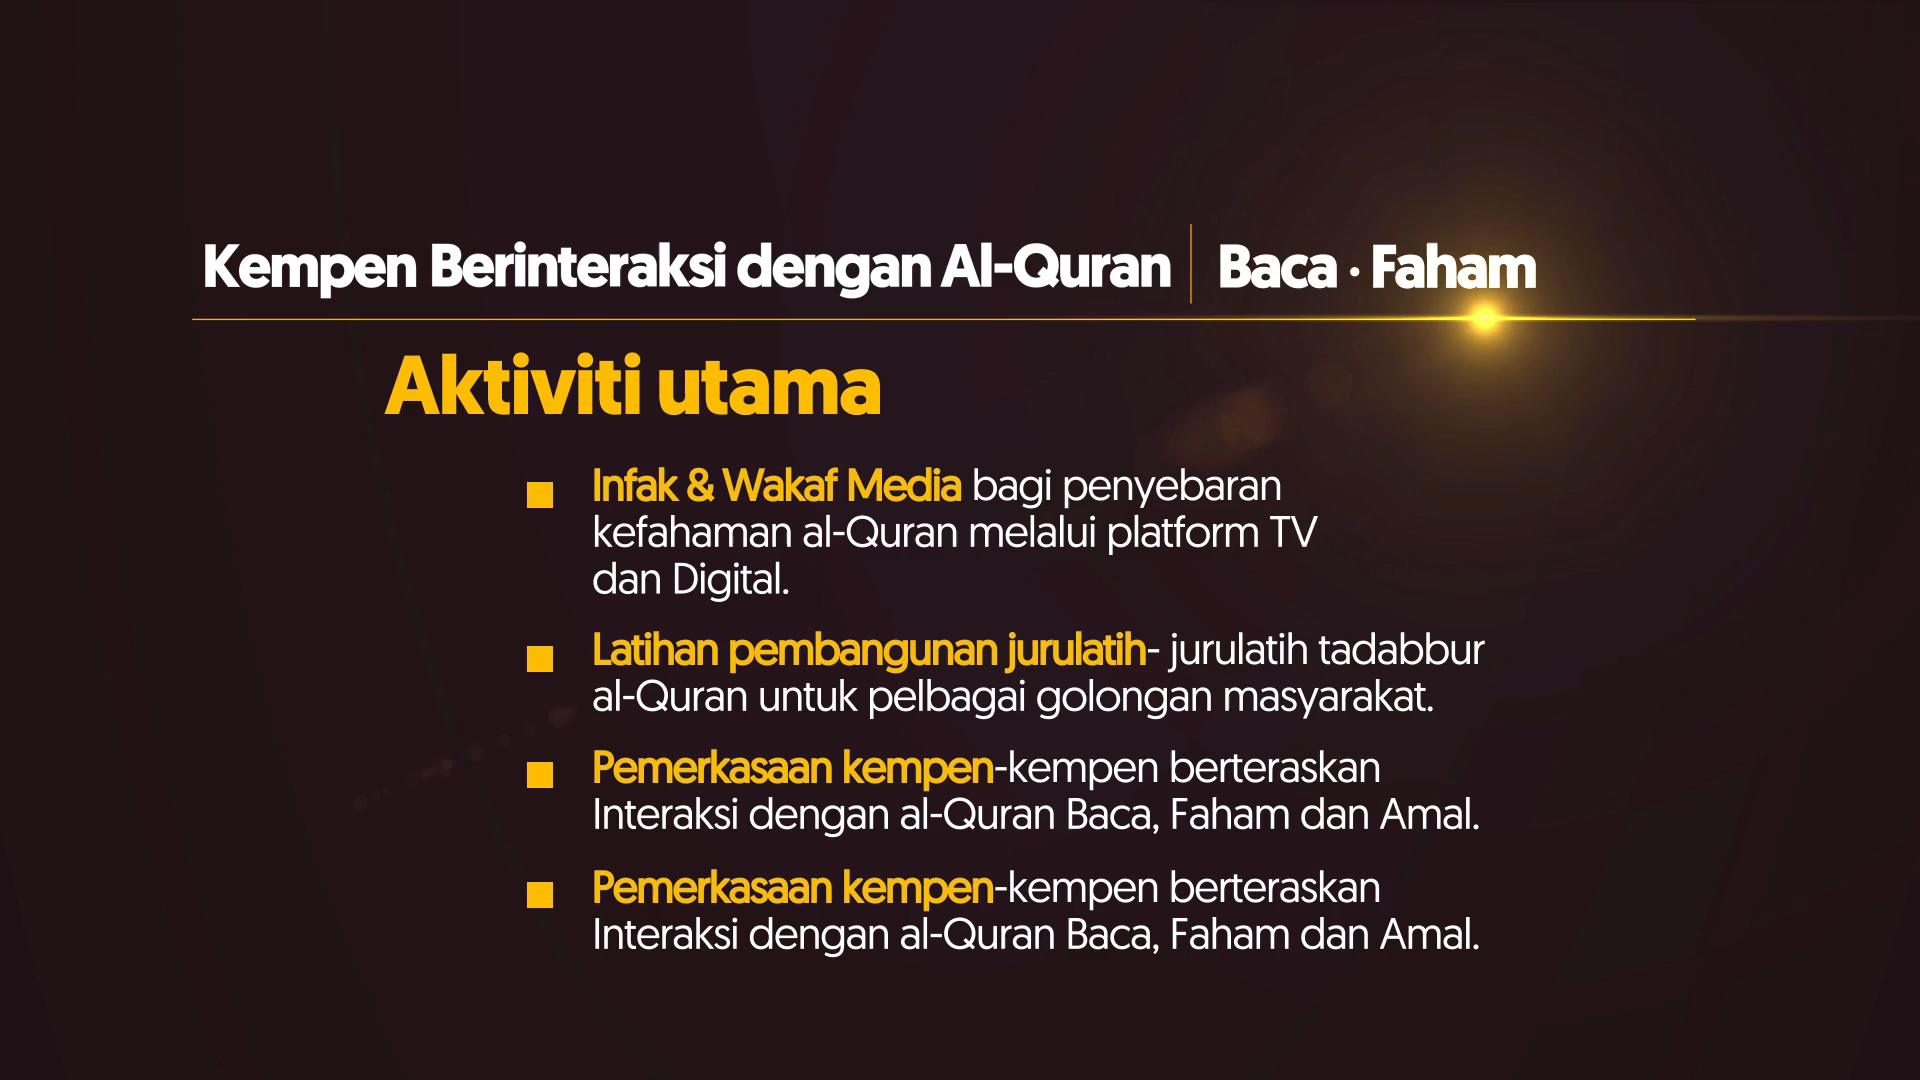 Kempen Berinteraksi dengan Al-Quran | Baca · Faham
Aktiviti utama
Infak & Wakaf Media bagi penyebaran
kefahaman al-Quran melalui platform TV
dan Digital.
Latihan pembangunan jurulatih- jurulatih tadabbur
al-Quran untuk pelbagai golongan masyarakat.
Pemerkasaan kempen-kempen berteraskan
Interaksi dengan al-Quran Baca, Faham dan Amal.
Pemerkasaan kempen-kempen berteraskan
Interaksi dengan al-Quran Baca, Faham dan Amal.